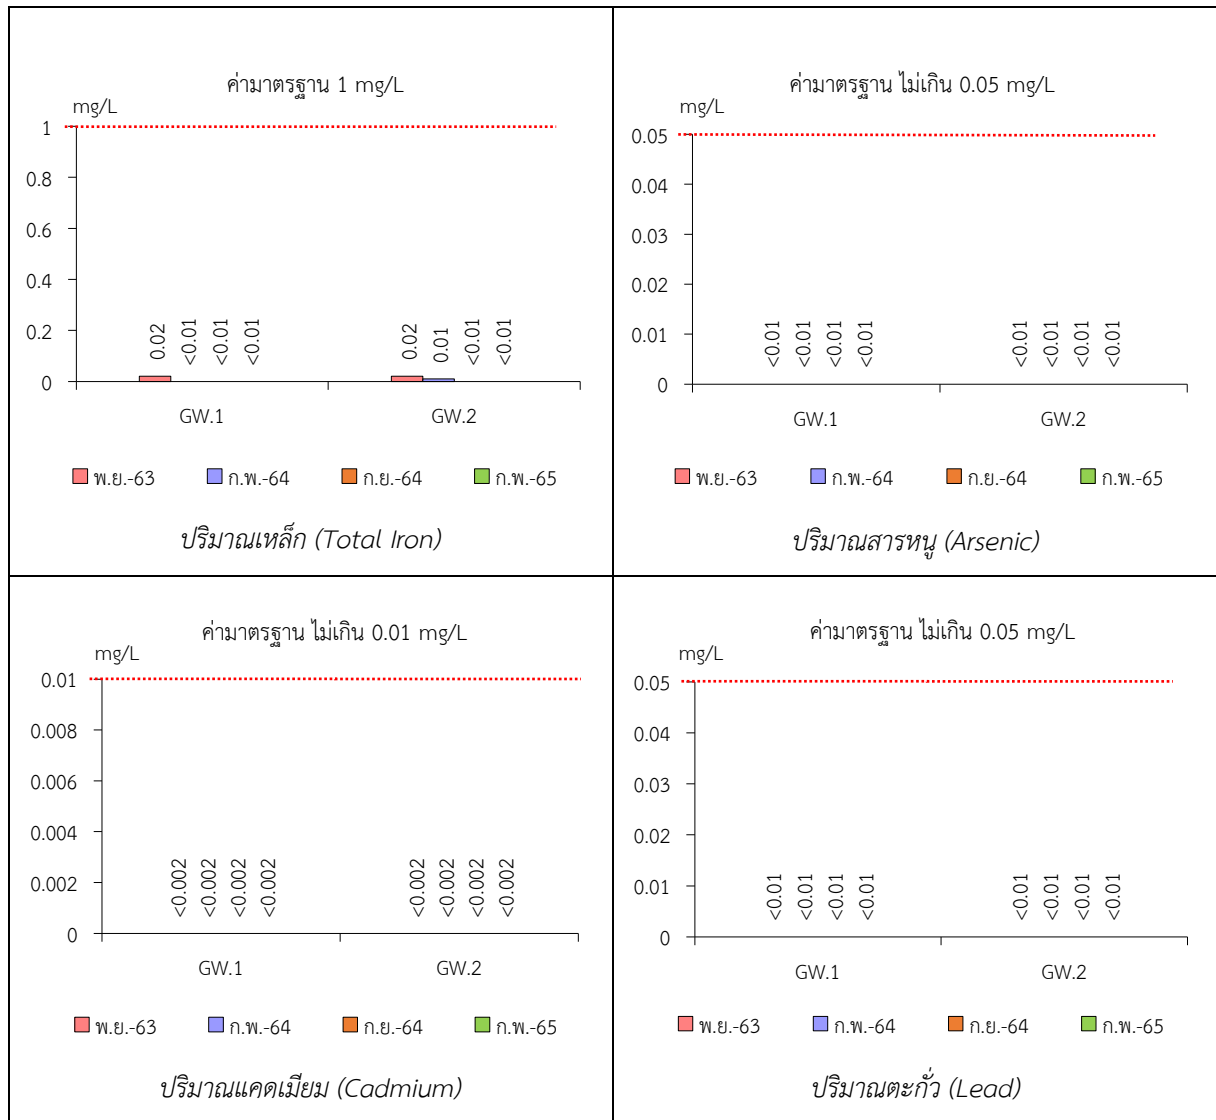 ค่ามาตรฐาน 1 mg/L
mg/L
1
0.8
0.6
0.4
0.2
0
0.02 <0.01 <0.01 <0.01
0.02 0.01 <0.01 <0.01
GW.1 GW.2
พ.ย.-63 ก.พ.-64 ก.ย.-64 ก.พ.-65
ปริมาณเหล็ก (Total Iron)
ค่ามาตรฐาน ไม่เกิน 0.05 mg/L
mg/L
0.05
0.04
0.03
0.02
0.01
0
<0.01 <0.01 <0.01 <0.01
<0.01 <0.01 <0.01 <0.01
GW.1 GW.2
พ.ย.-63 ก.พ.-64 ก.ย.-64 ก.พ.-65
ปริมาณสารหนู (Arsenic)
ค่ามาตรฐาน ไม่เกิน 0.01 mg/L
mg/L
0.01
0.008
0.006
0.004
0.002
0
<0.002 <0.002 <0.002 <0.002
<0.002 <0.002 <0.002 <0.002
GW.1 GW.2
พ.ย.-63 ก.พ.-64 ก.ย.-64 ก.พ.-65
ปริมาณแคดเมียม (Cadmium)
ค่ามาตรฐาน ไม่เกิน 0.05 mg/L
mg/L
0.05
0.04
0.03
0.02
0.01
0
<0.01 <0.01 <0.01 <0.01
<0.01 <0.01 <0.01 <0.01
GW.1 GW.2
พ.ย.-63 ก.พ.-64 ก.ย.-64 ก.พ.-65
ปริมาณตะกั่ว (Lead)